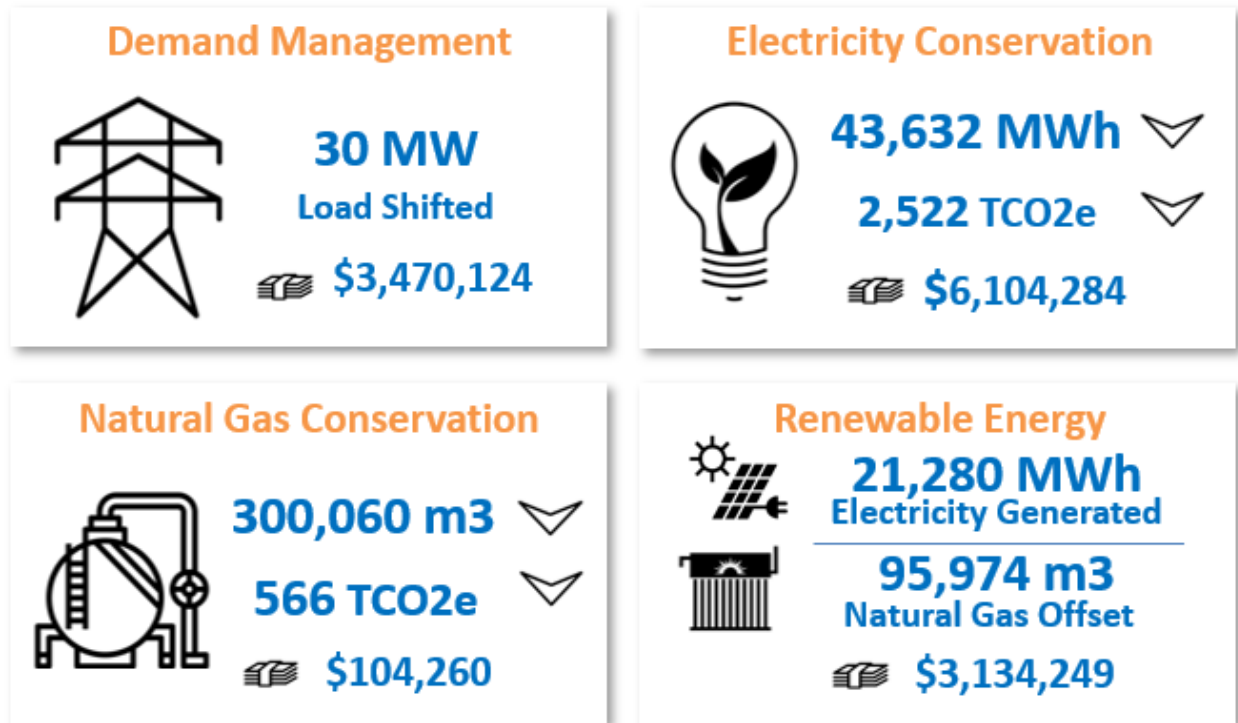 Demand Management
30 MW
Load Shifted
$3,470,124
Electricity Conservation
43,632 MWh
2,522 TCO2e
$6,104,284
Natural Gas Conservation
300,060 m3
566 TCO2e
$104,260
Renewable Energy
21,280 MWh
Electricity Generated
95,974 m3
Natural Gas Offset
$3,134,249